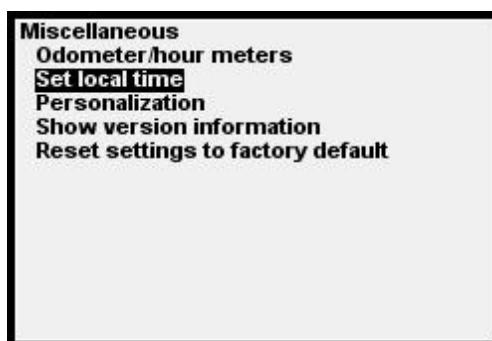 Miscellaneous
Odometer/hour meters
Set local time
Personalization
Show version information
Reset settings to factory default